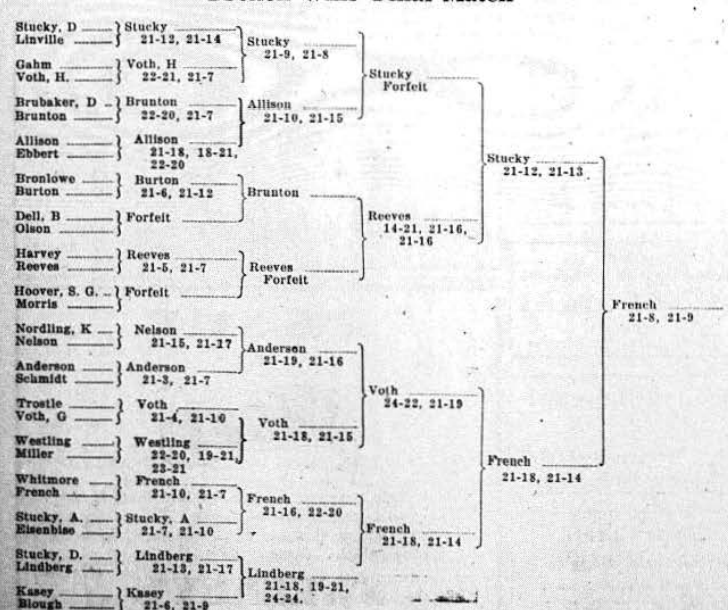 Stucky, D
Linville
Gahm
Voth, H.
Brubaker, D
Brunton
Allison
Ebbert
Bronlowe
Burton
Dell, B
Olson
Harvey
Reeves
Hoover, S. G.
Morris
Nordling, K
Nelson
Anderson
Schmidt
Trostle
Voth, G
Westling
Miller
Whitmore
French
Stucky, A.
Eisenbise
Stucky, D.
Lindberg
Kasey
Blough
Stucky
21-12, 21-14
Voth, H
22-21, 21-7
Brunton
22-20, 21-7
Allison
21-18, 18-21,
22-20
Burton
21-6, 21-12
Forfeit
Reeves
21-5, 21-7
Forfeit
Nelson
21-15, 21-17
Anderson
21-3, 21-7
Voth
21-4, 21-10
Westling
22-20, 19-21,
23-21
French
21-10, 21-7
Stucky, A
21-7, 21-10
Lindberg
21-13, 21-17
Kasey
21-6, 21-9
Stucky
21-9, 21-8
Allison
21-10, 21-15
Brunton
Reeves
Forfeit
Anderson
21-19, 21-16
Voth
21-18, 21-15
French
21-16, 22-20
Lindberg
21-18, 19-21,
24-24.
Stucky
Forfeit
Reeves
14-21, 21-16,
21-16
Voth
24-22, 21-19
French
21-18, 21-14
Stucky
21-12, 21-13
French
21-18, 21-14
French
21-8, 21-9